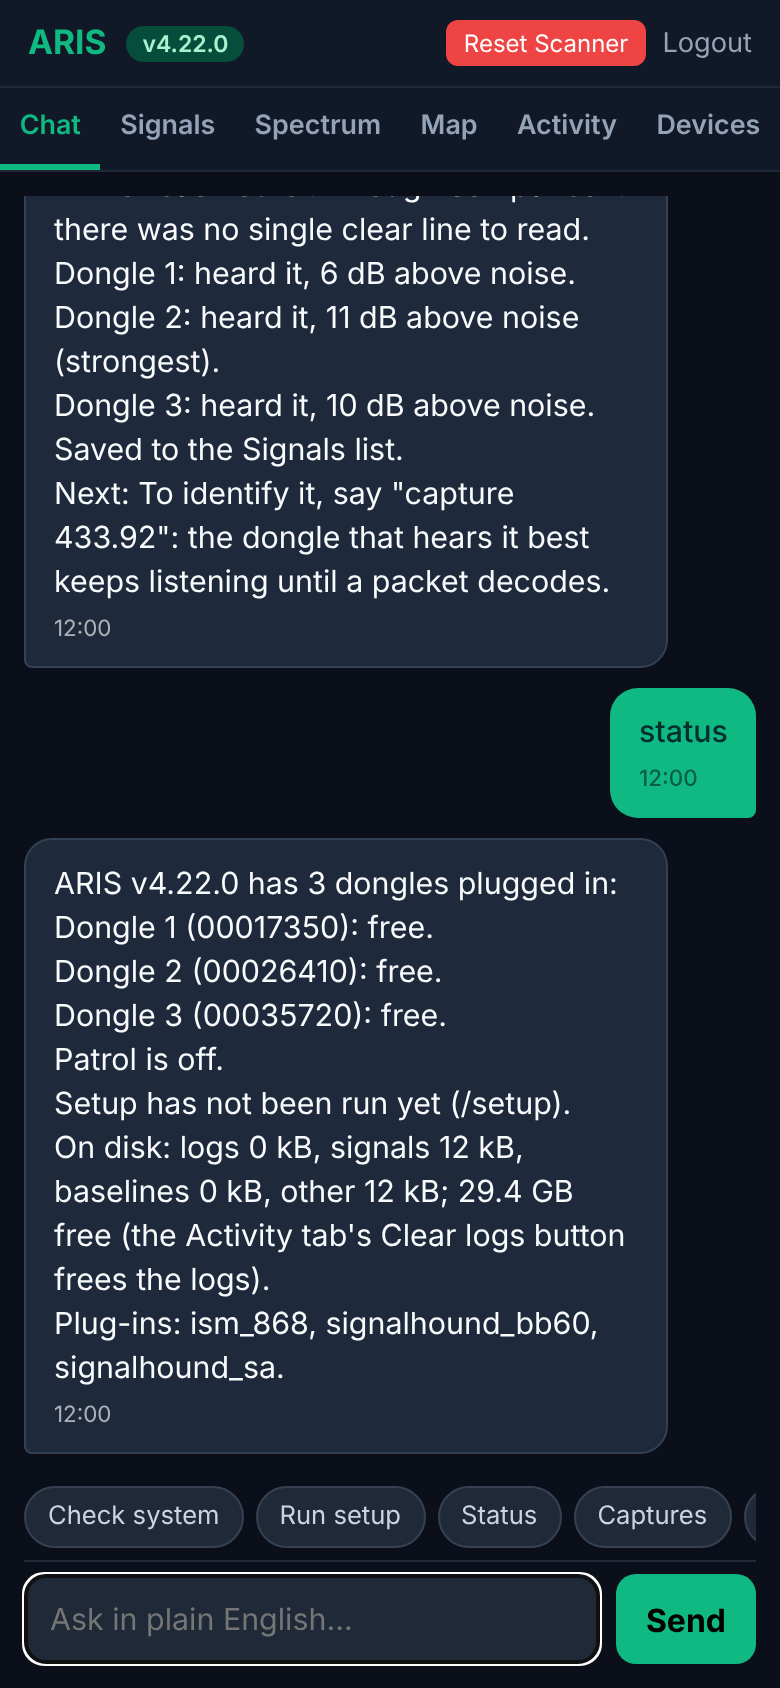 ARIS v4.22.0 Reset Scanner Logout
Chat Signals Spectrum Map Activity Devices
there was no single clear line to read.
Dongle 1: heard it, 6 dB above noise.
Dongle 2: heard it, 11 dB above noise
(strongest).
Dongle 3: heard it, 10 dB above noise.
Saved to the Signals list.
Next: To identify it, say "capture
433.92": the dongle that hears it best
keeps listening until a packet decodes.
12:00
status
12:00
ARIS v4.22.0 has 3 dongles plugged in:
Dongle 1 (00017350): free.
Dongle 2 (00026410): free.
Dongle 3 (00035720): free.
Patrol is off.
Setup has not been run yet (/setup).
On disk: logs 0 kB, signals 12 kB,
baselines 0 kB, other 12 kB; 29.4 GB
free (the Activity tab's Clear logs button
frees the logs).
Plug-ins: ism_868, signalhound_bb60,
signalhound_sa.
12:00
Check system Run setup Status Captures
Ask in plain English... Send